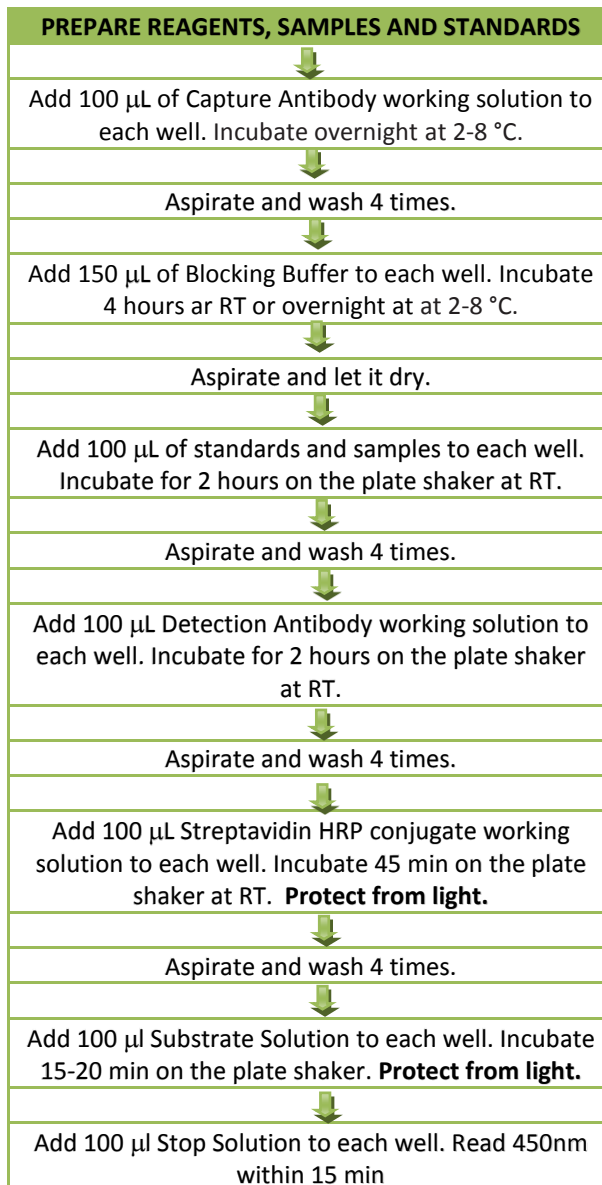 PREPARE REAGENTS, SAMPLES AND STANDARDS
Add 100 μL of Capture Antibody working solution to
each well. Incubate overnight at 2-8 °C.
Aspirate and wash 4 times.
Add 150 μL of Blocking Buffer to each well. Incubate
4 hours ar RT or overnight at at 2-8 °C.
Aspirate and let it dry.
Add 100 μL of standards and samples to each well.
Incubate for 2 hours on the plate shaker at RT.
Aspirate and wash 4 times.
Add 100 μL Detection Antibody working solution to
each well. Incubate for 2 hours on the plate shaker
at RT.
Aspirate and wash 4 times.
Add 100 μL Streptavidin HRP conjugate working
solution to each well. Incubate 45 min on the plate
shaker at RT. Protect from light.
Aspirate and wash 4 times.
Add 100 μl Substrate Solution to each well. Incubate
15-20 min on the plate shaker. Protect from light.
Add 100 μl Stop Solution to each well. Read 450nm
within 15 min